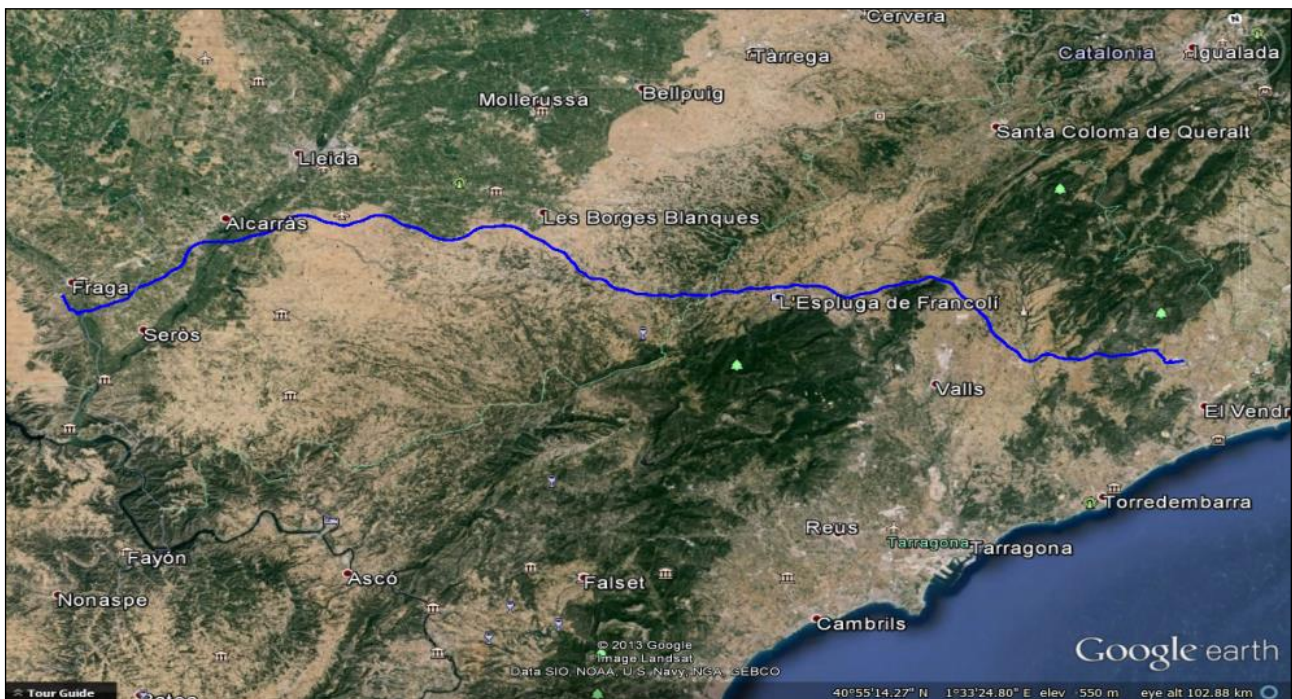 Cervera
Tàrrega
Catalonia
Igualada
Mollerussa
Bellpuig
Santa Coloma de Queralt
Lleida
Alcarràs
Les Borges Blanques
Fraga
L'Espluga de Francolí
Seròs
Valls
El Vendr
Torredembarra
Reus
Tarragona
Tarragona
Fayón
Ascó
Falset
Nonaspe
Cambrils
© 2013 Google
Image Landsat
Data SIO, NOAA, U.S. Navy, NGA, GEBCO
Google earth
Tour Guide
40°55'14.27" N 1°33'24.80" E elev -550 m eye alt 102.88 km